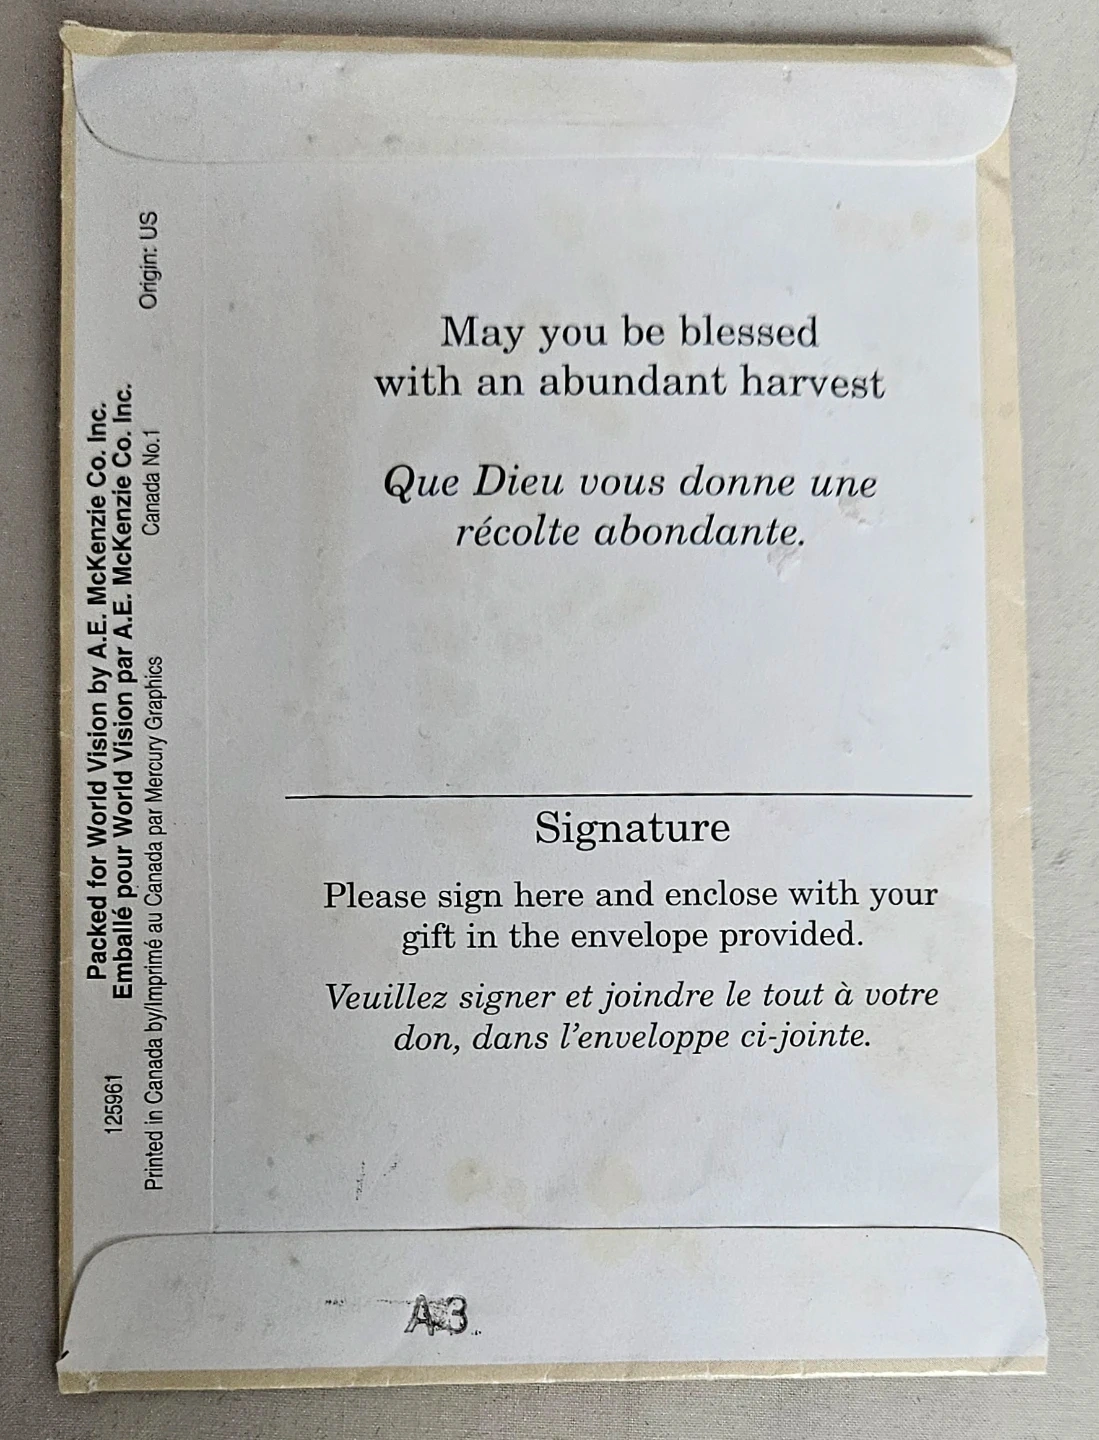 May you be blessed
with an abundant harvest
Que Dieu vous donne une
récolte abondante.
Signature
Please sign here and enclose with your
gift in the envelope provided.
Veuillez signer et joindre le tout à votre
don, dans l'enveloppe ci-jointe.
125961
Packed for World Vision by A.E. McKenzie Co. Inc.
Emballé pour World Vision par A.E. McKenzie Co. Inc.
Printed in Canada by/Imprimé au Canada par Mercury Graphics Canada No.1 Origin: US
A3